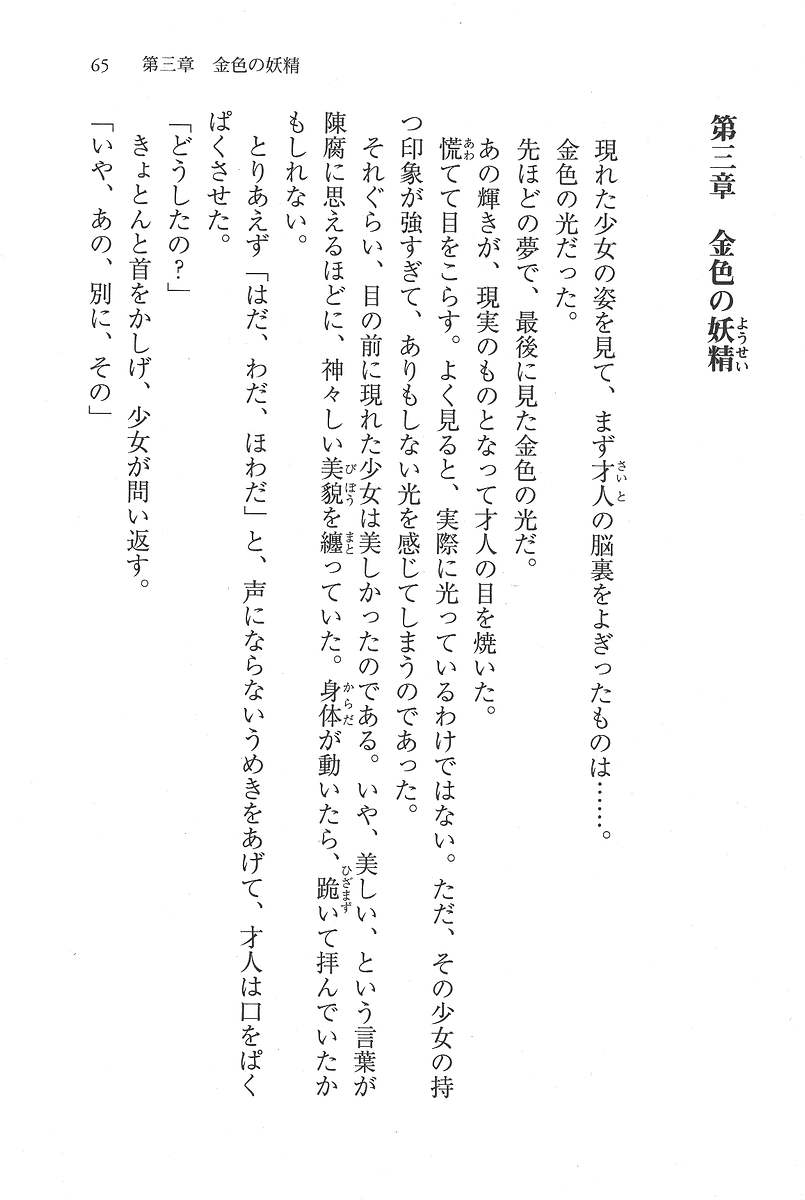 65 第三章 金色の妖精
第三章 金色の妖精
現れた少女の姿を見て、まず才人の脳裏をよぎったものは……。
金色の光だった。
先ほどの夢で、最後に見た金色の光だ。
あの輝きが、現実のものとなって才人の目を焼いた。
慌てて目をこらす。よく見ると、実際に光っているわけではない。ただ、その少女の持
つ印象が強すぎて、ありもしない光を感じてしまうのであった。
それぐらい、目の前に現れた少女は美しかったのである。いや、美しい、という言葉が
陳腐に思えるほどに、神々しい美貌を纏っていた。身体が動いたら、跪いて拝んでいたか
もしれない。
とりあえず「はだ、わだ、ほわだ」と、声にならないうめきをあげて、才人は口をぱく
ぱくさせた。
「どうしたの？」
きょとんと首をかしげ、少女が問い返す。
「いや、あの、別に、その」